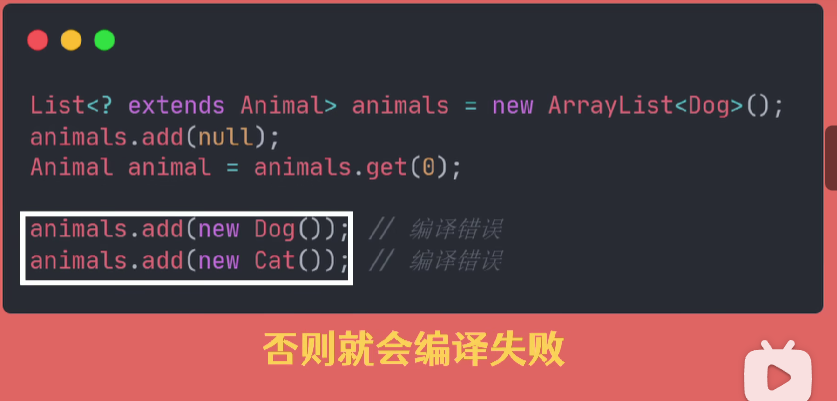 List<? extends Animal> animals = new ArrayList<Dog>();
animals.add(null);
Animal animal = animals.get(0);
animals.add(new Dog()); // 编译错误
animals.add(new Cat()); // 编译错误
否则就会编译失败